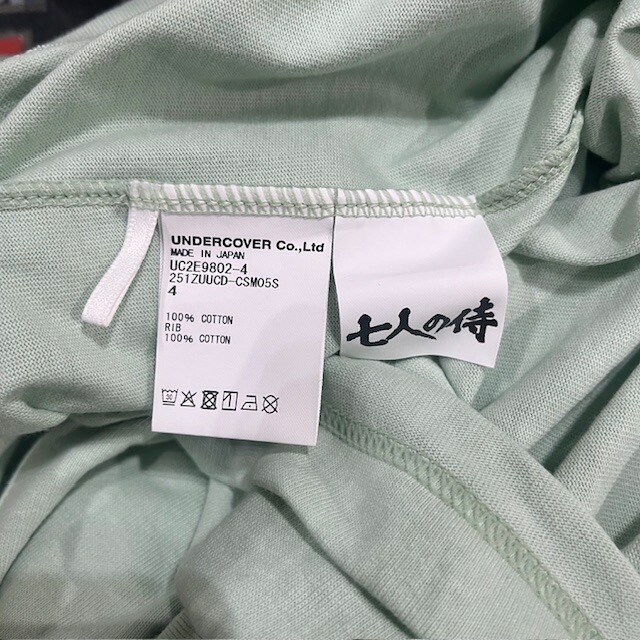 UNDERCOVER Co.,Ltd
MADE IN JAPAN
UC2E9802-4
251ZUUCD-CSM05S
4
100% COTTON
RIB
100% COTTON
七人の侍